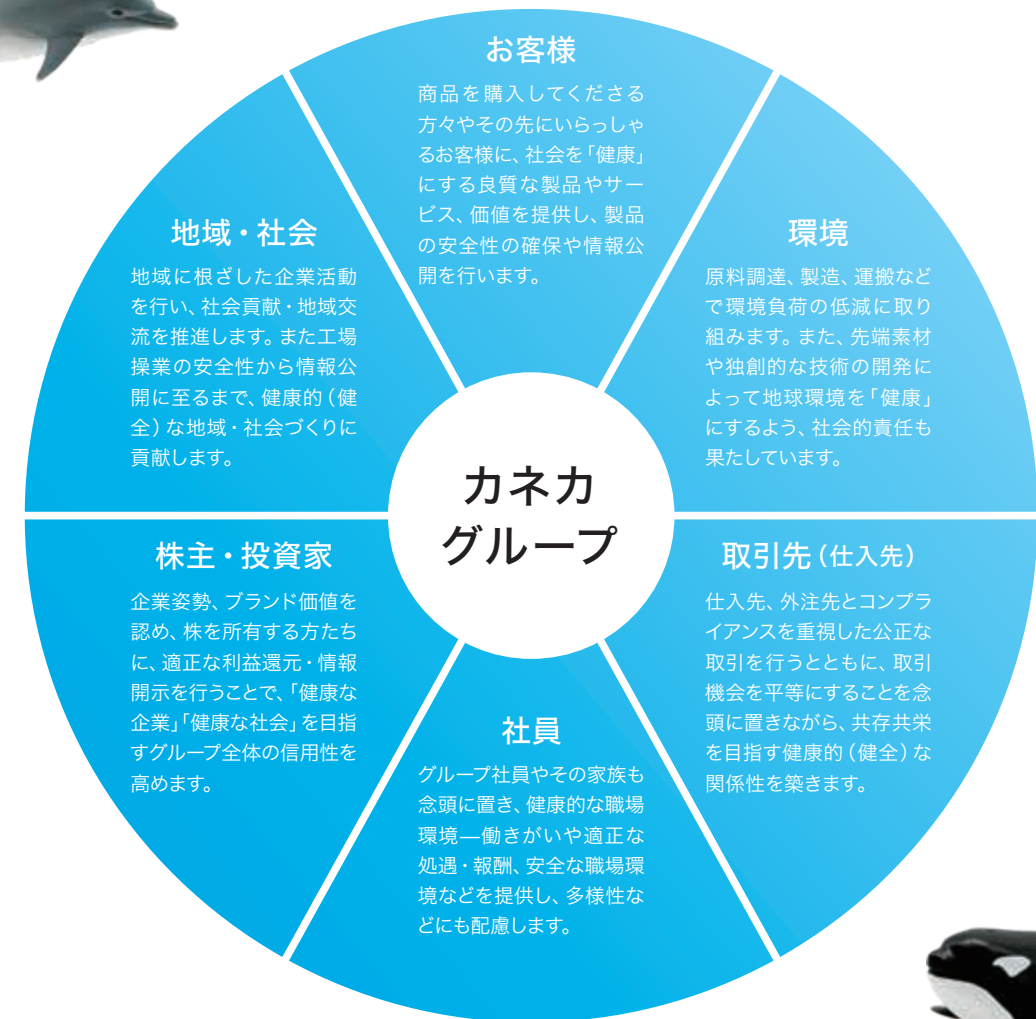 お客様
商品を購入してくださる
方々やその先にいらっしゃ
るお客様に、社会を「健康」
にする良質な製品やサー
ビス、価値を提供し、製品
の安全性の確保や情報公
開を行います。
地域・社会
地域に根ざした企業活動
を行い、社会貢献・地域交
流を推進します。また工場
操業の安全性から情報公
開に至るまで、健康的（健
全）な地域・社会づくりに
貢献します。
環境
原料調達、製造、運搬など
で環境負荷の低減に取り
組みます。また、先端素材
や独創的な技術の開発に
よって地球環境を「健康」
にするよう、社会的責任も
果たしています。
カネカ
グループ
株主・投資家
企業姿勢、ブランド価値を
認め、株を所有する方たち
に、適正な利益還元・情報
開示を行うことで、「健康な
企業」「健康な社会」を目指
すグループ全体の信用性を
高めます。
取引先（仕入先）
仕入先、外注先とコンプラ
イアンスを重視した公正な
取引を行うとともに、取引
機会を平等にすることを念
頭に置きながら、共存共栄
を目指す健康的（健全）な
関係性を築きます。
社員
グループ社員やその家族も
念頭に置き、健康的な職場
環境―働きがいや適正な
処遇・報酬、安全な職場環
境などを提供し、多様性な
どにも配慮します。